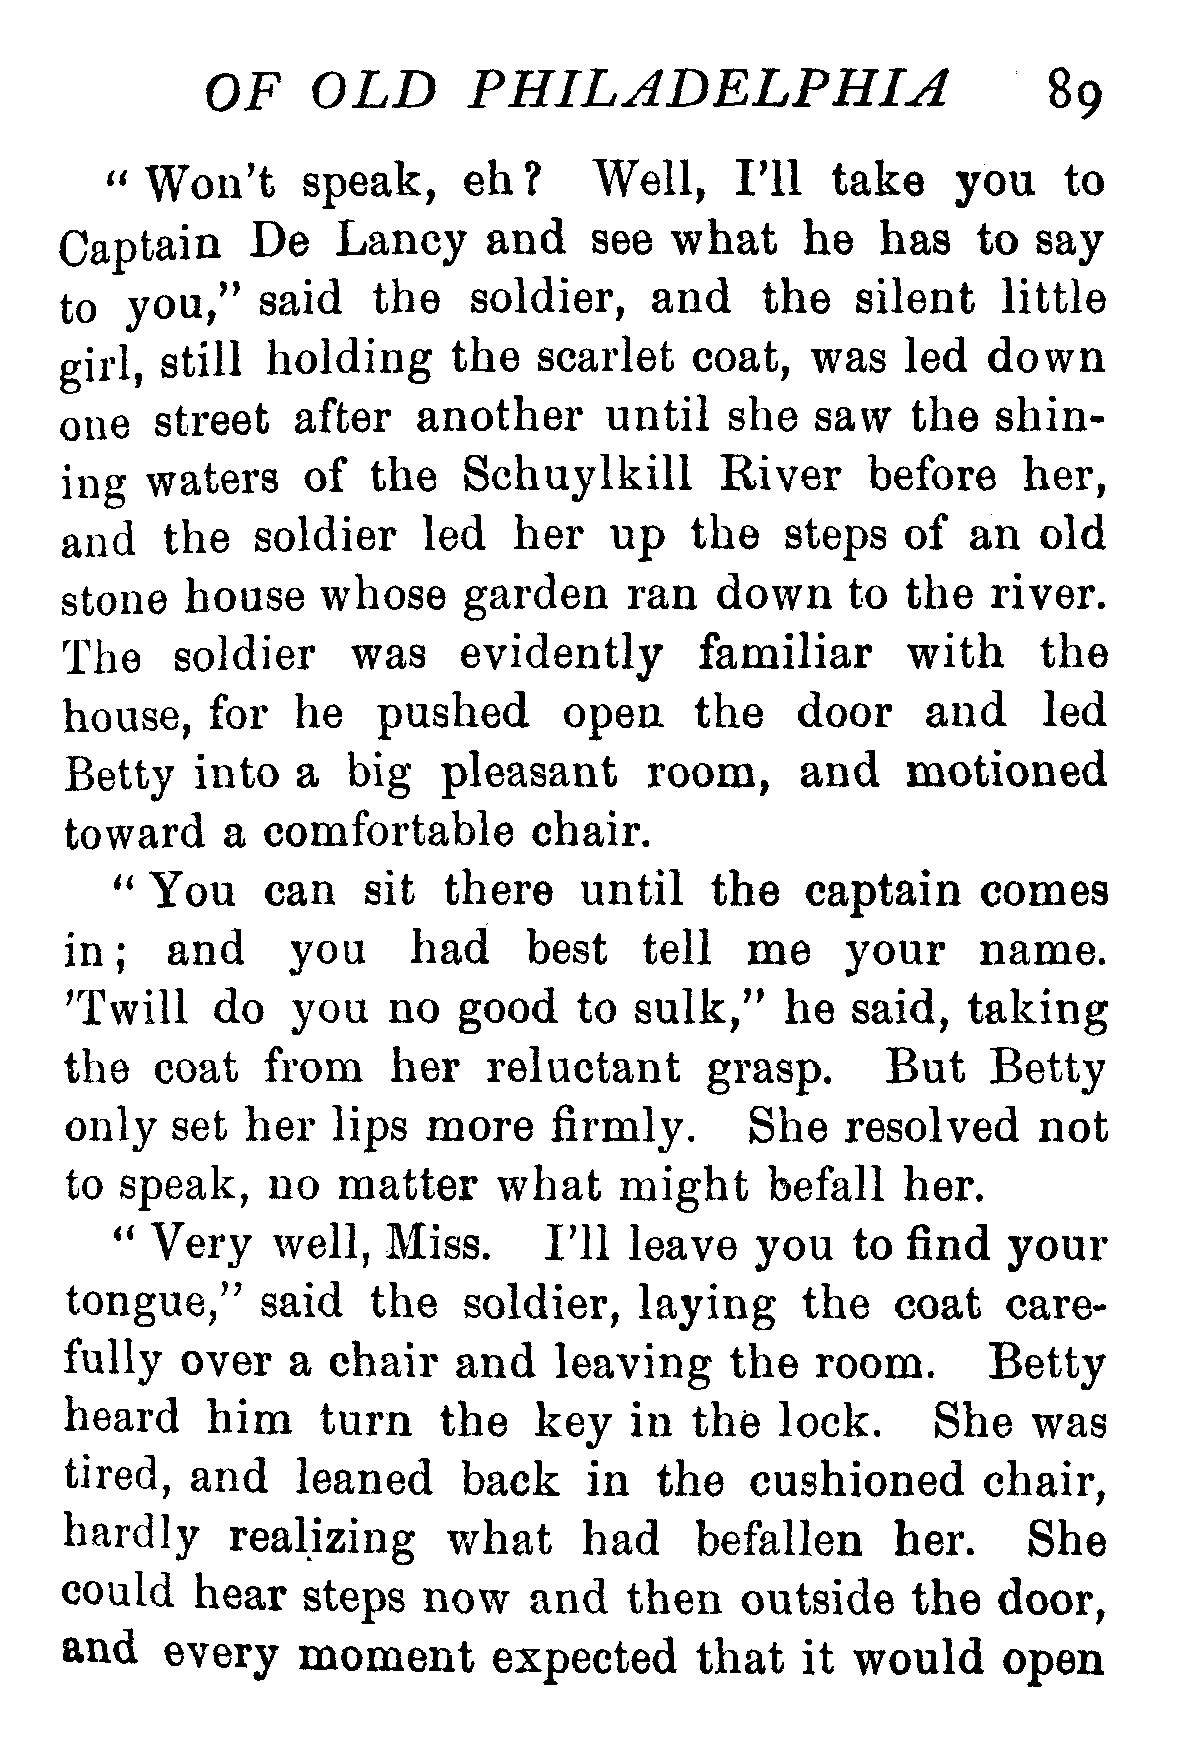 OF OLD PHILADELPHIA 89
“ Won’t speak, eh ? Well, I’ll take you to
Captain De Lancy and see what he has to say
to you,” said the soldier, and the silent little
girl, still holding the scarlet coat, was led down
one street after another until she saw the shin-
ing waters of the Schuylkill River before her,
and the soldier led her up the steps of an old
stone house whose garden ran down to the river.
The soldier was evidently familiar with the
house, for he pushed open the door and led
Betty into a big pleasant room, and motioned
toward a comfortable chair.
“ You can sit there until the captain comes
in ; and you had best tell me your name.
’Twill do you no good to sulk,” he said, taking
the coat from her reluctant grasp. But Betty
only set her lips more firmly. She resolved not
to speak, no matter what might befall her.
“ Very well, Miss. I’ll leave you to find your
tongue,” said the soldier, laying the coat care-
fully over a chair and leaving the room. Betty
heard him turn the key in the lock. She was
tired, and leaned back in the cushioned chair,
hardly realizing what had befallen her. She
could hear steps now and then outside the door,
and every moment expected that it would open